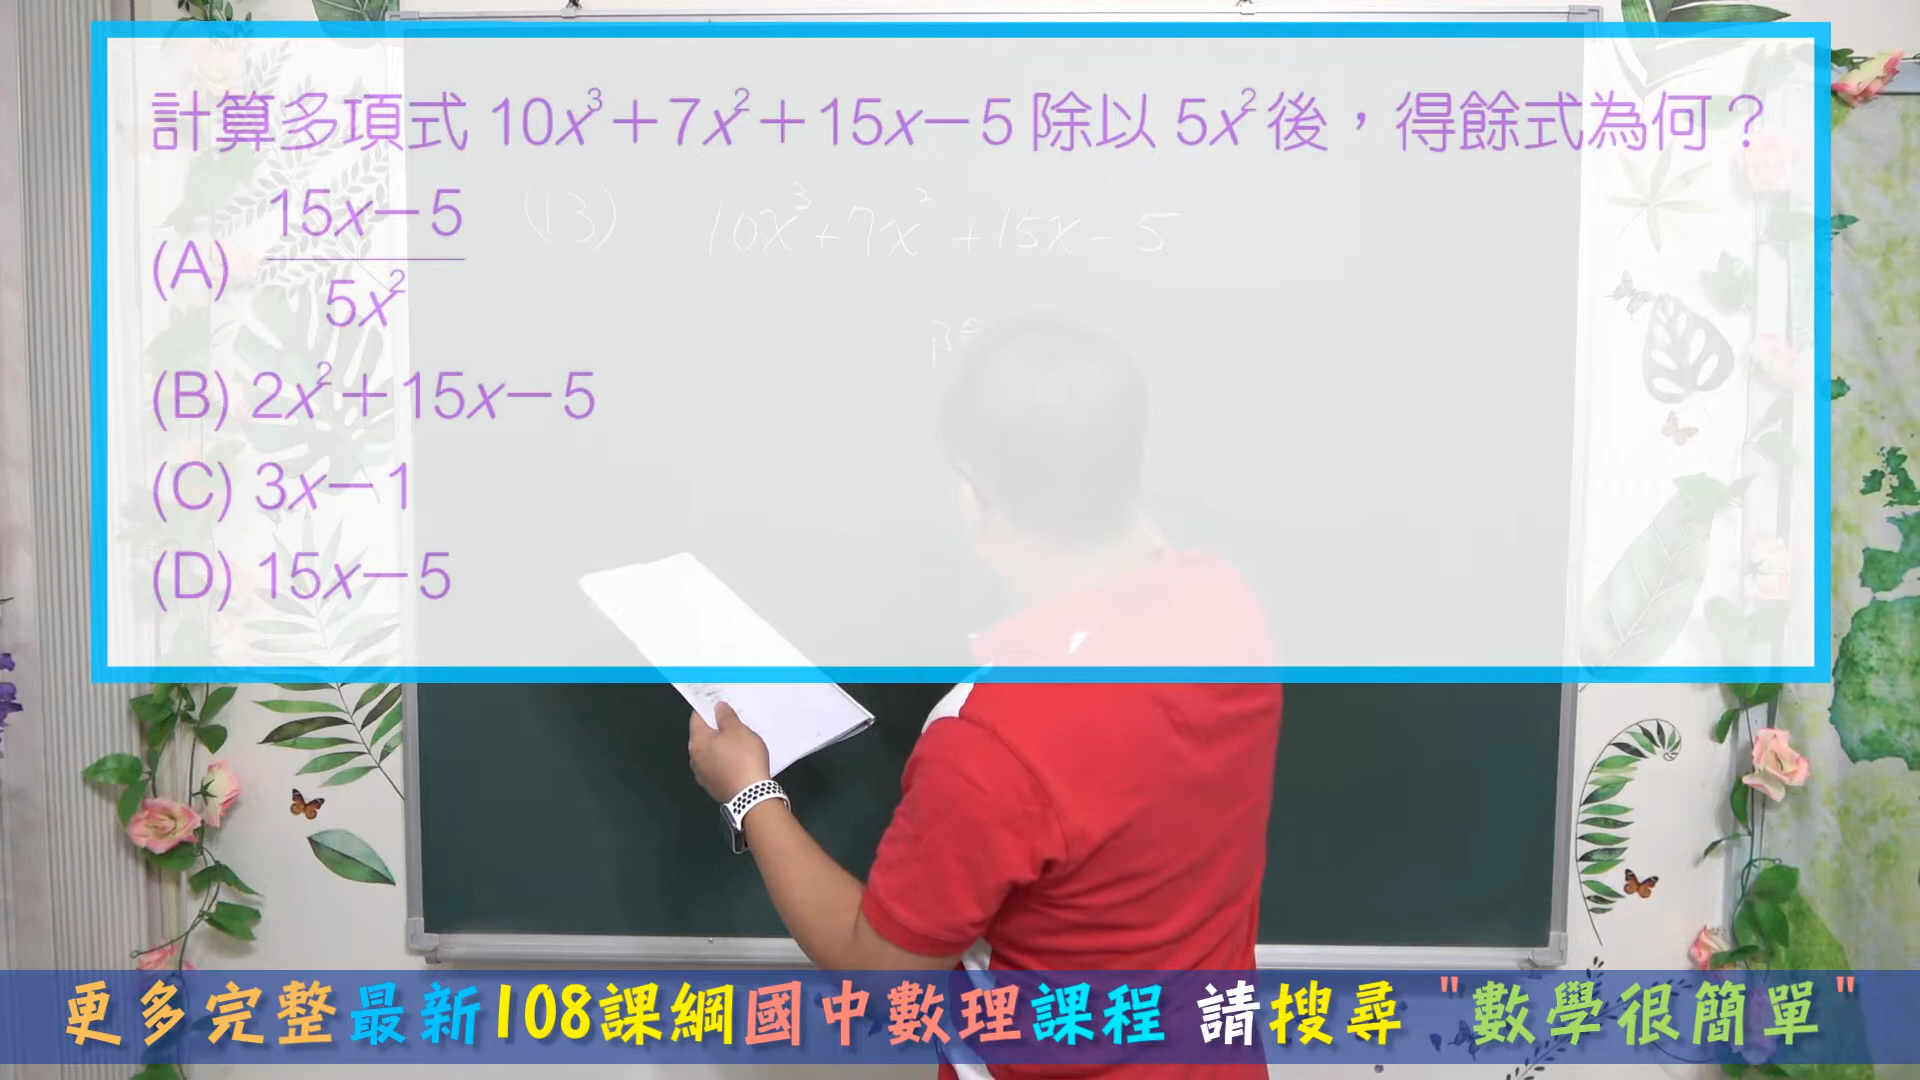 計算多項式 10x³＋7x²＋15x－5 除以 5x² 後，得餘式為何？
(A) (15x－5)/(5x²)
(B) 2x²＋15x－5
(C) 3x－1
(D) 15x－5
(13) 10x³+7x²+15x-5
更多完整最新108課綱國中數理課程 請搜尋 "數學很簡單"